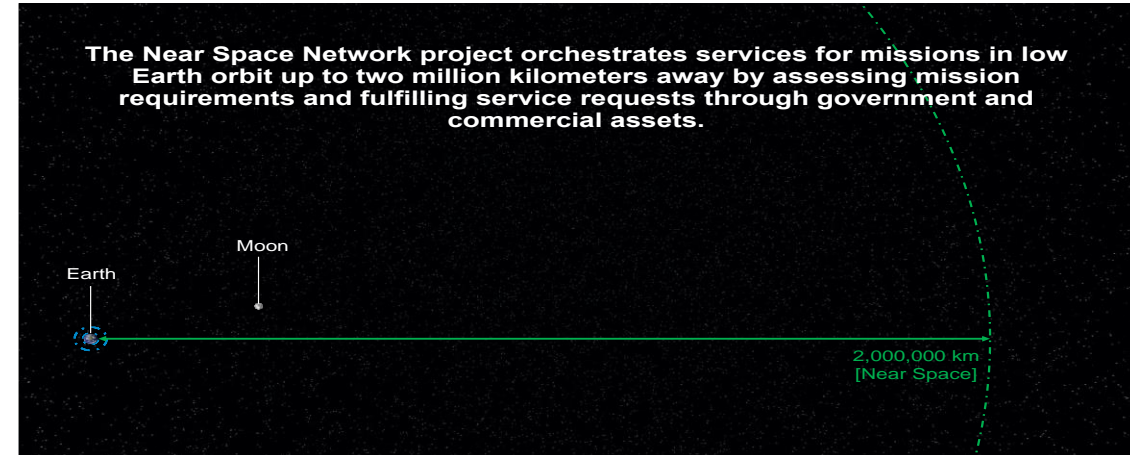 The Near Space Network project orchestrates services for missions in low
Earth orbit up to two million kilometers away by assessing mission
requirements and fulfilling service requests through government and
commercial assets.
Moon
Earth
2,000,000 km
[Near Space]